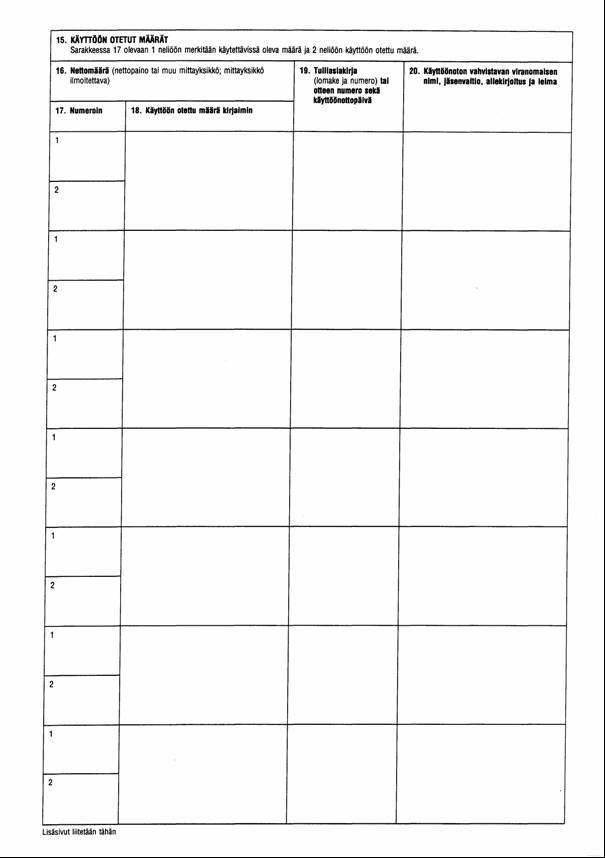 15. KÄYTTÖÖN OTETUT MÄÄRÄT
Sarakkeessa 17 olevaan 1 neliöön merkitään käytettävissä oleva määrä ja 2 neliöön käyttöön otettu määrä.
16. Nettomäärä (nettopaino tai muu mittayksikkö; mittayksikkö
ilmoitettava)
19. Tulliasiakirja
(lomake ja numero) tai
otteen numero sekä
käyttöönottopäivä
20. Käyttöönoton vahvistavan viranomaisen
nimi, jäsenvaltio, allekirjoitus ja leima
17. Numeroin
18. Käyttöön otettu määrä kirjaimin
1
2
1
2
1
2
1
2
1
2
1
2
1
2
Lisäsivut liitetään tähän